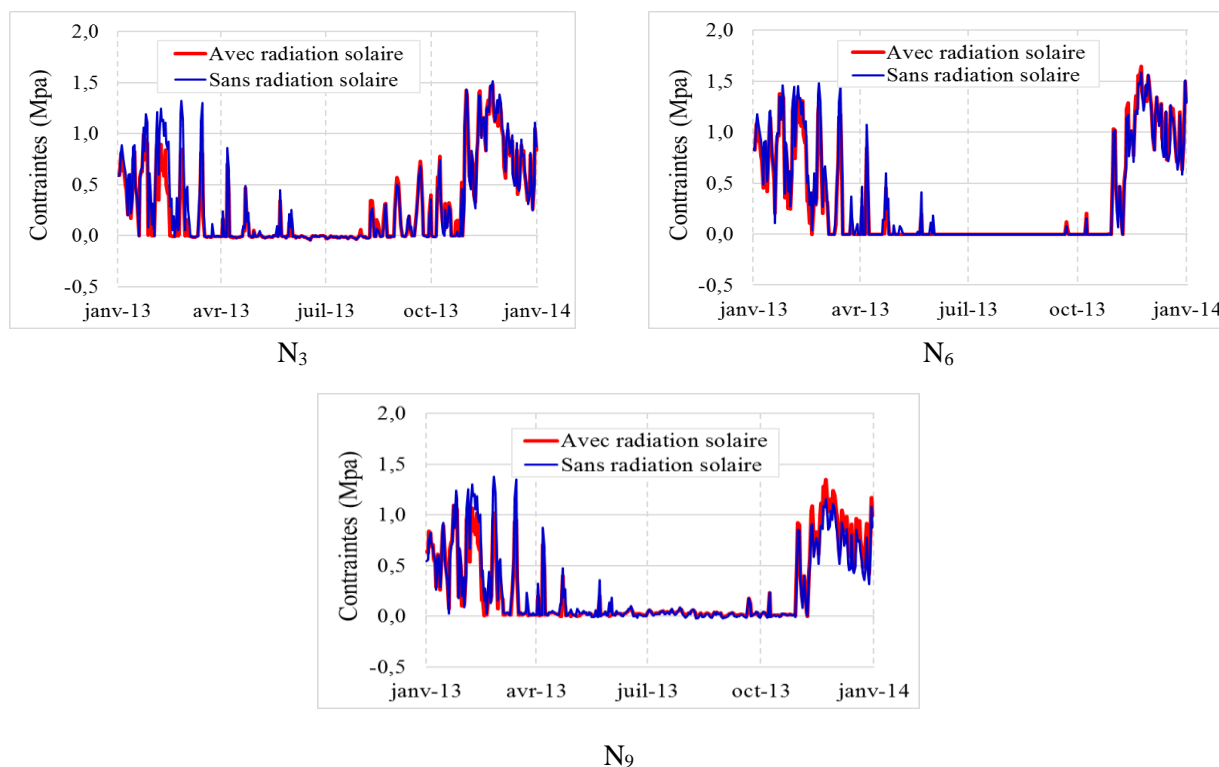 2,0
1,5
1,0
0,5
0,0
-0,5
Contraintes (Mpa)
Avec radiation solaire
Sans radiation solaire
janv-13 avr-13 juil-13 oct-13 janv-14
N₃
2,0
1,5
1,0
0,5
0,0
-0,5
Contraintes (Mpa)
Avec radiation solaire
Sans radiation solaire
janv-13 avr-13 juil-13 oct-13 janv-14
N₆
2,0
1,5
1,0
0,5
0,0
-0,5
Contraintes (Mpa)
Avec radiation solaire
Sans radiation solaire
janv-13 avr-13 juil-13 oct-13 janv-14
N₉